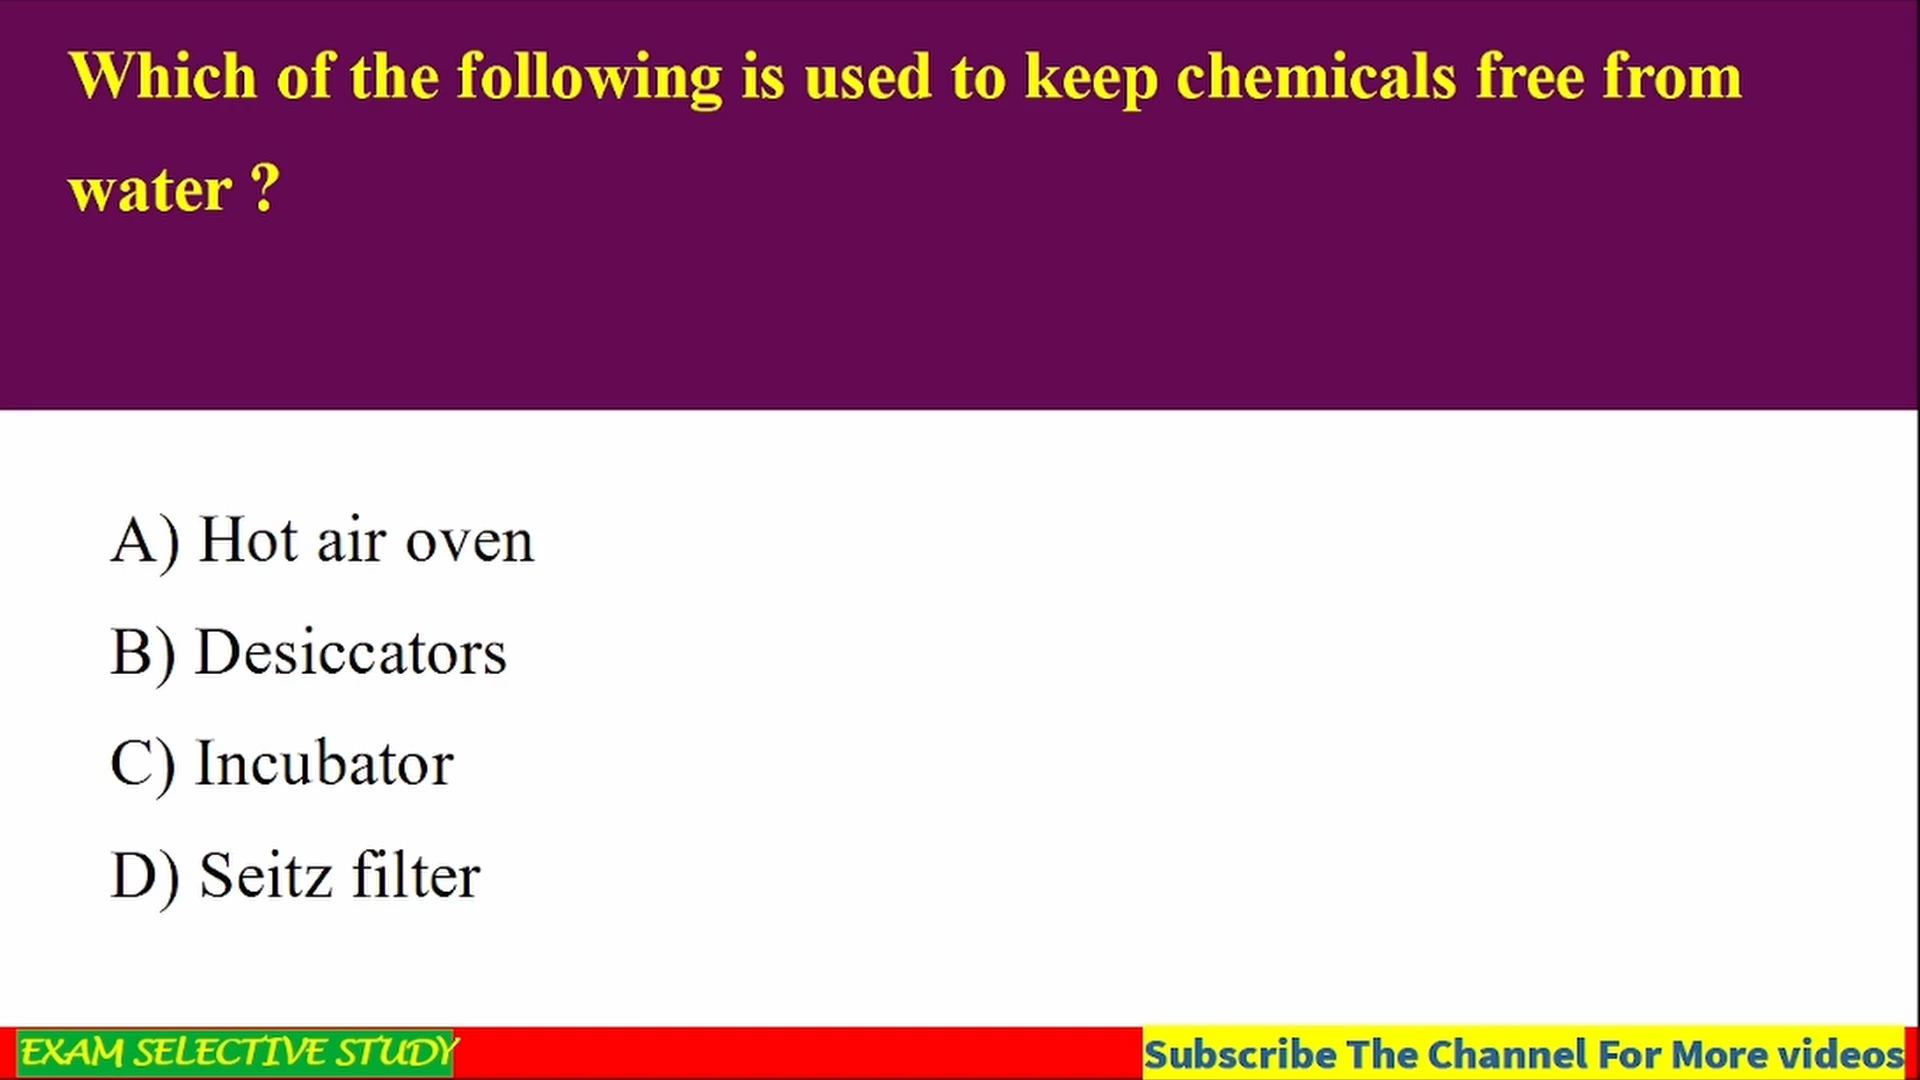 Which of the following is used to keep chemicals free from
water ?
A) Hot air oven
B) Desiccators
C) Incubator
D) Seitz filter
EXAM SELECTIVE STUDY
Subscribe The Channel For More videos